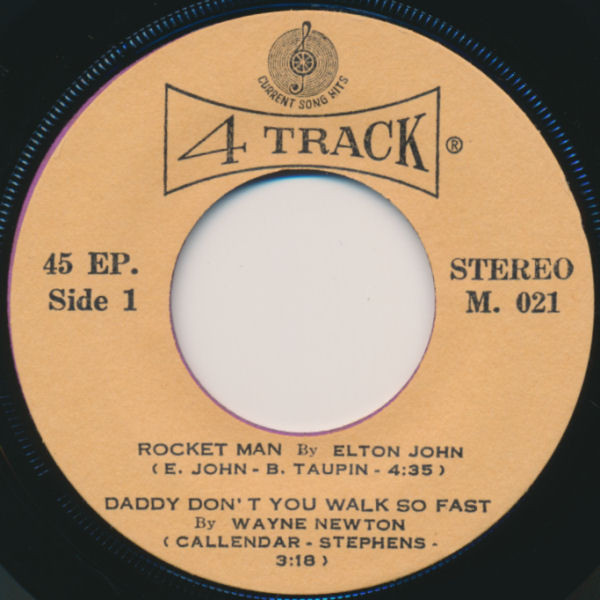 CURRENT SONG HITS
4 TRACK ®
45 EP.
Side 1
STEREO
M. 021
ROCKET MAN By ELTON JOHN
( E. JOHN - B. TAUPIN - 4:35 )
DADDY DON'T YOU WALK SO FAST
By WAYNE NEWTON
( CALLENDAR - STEPHENS -
3:18 )